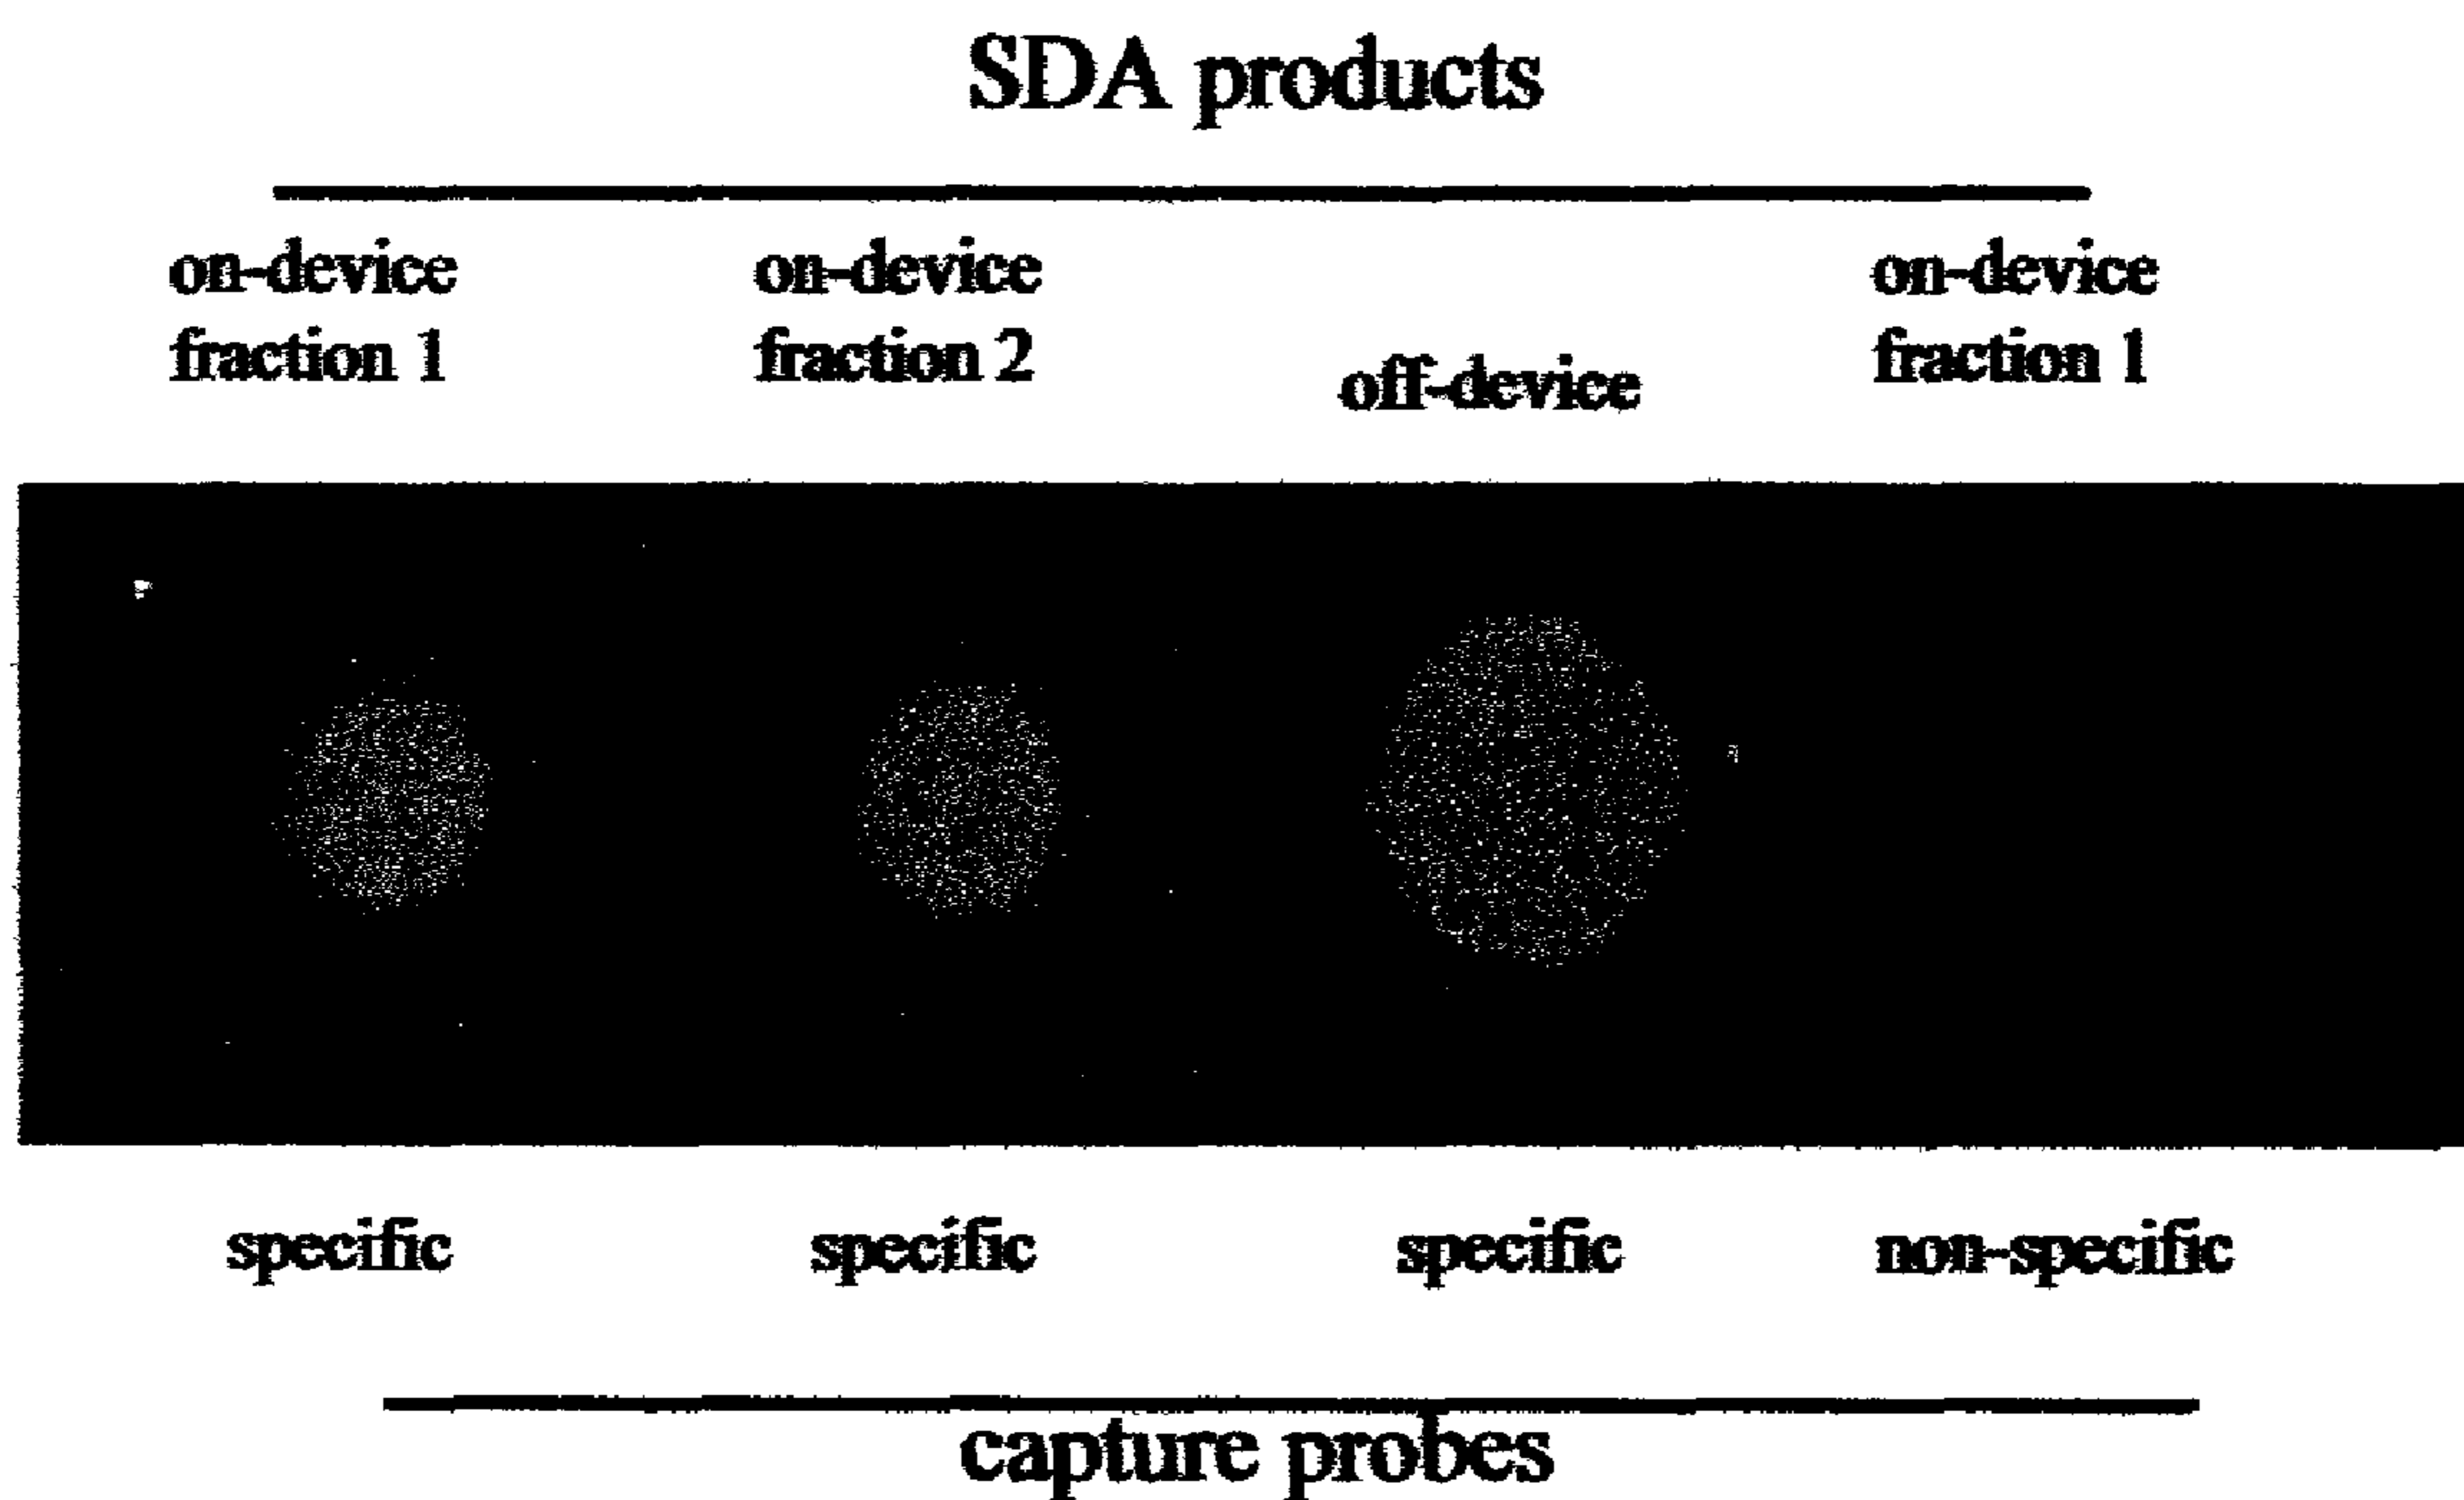 SDA products
on-device on-device on-device
fraction 1 fraction 2 fraction 1
off-device
specific specific specific non-specific
capture probes